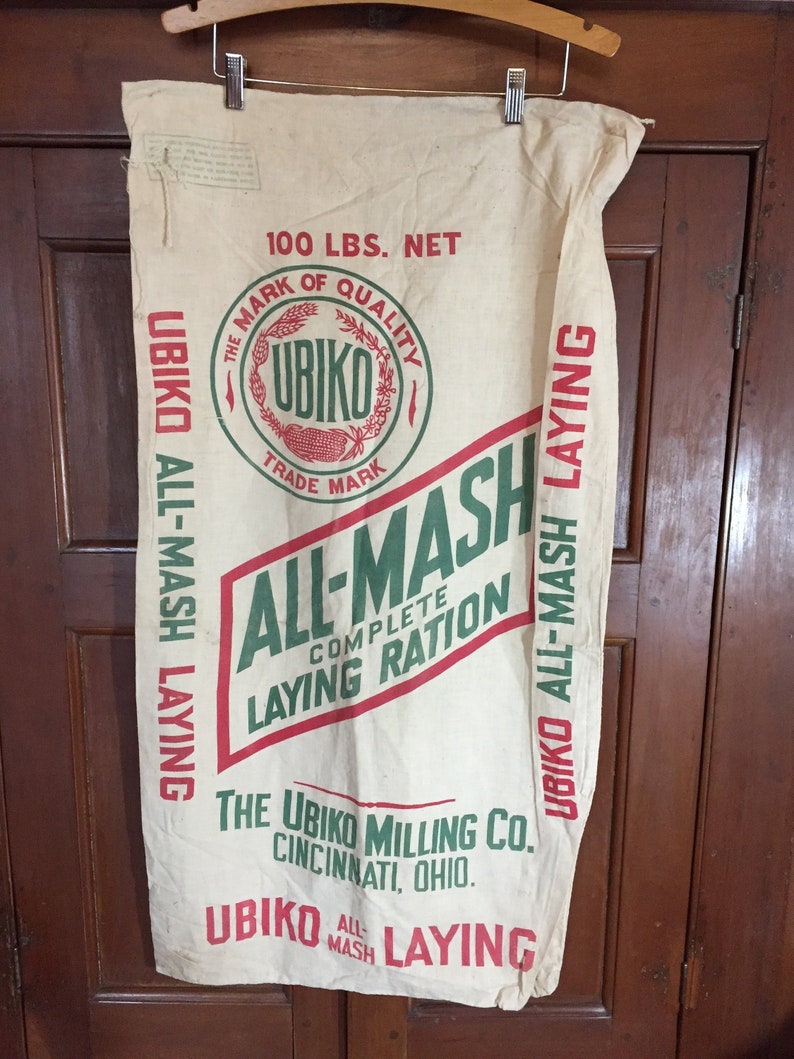 100 LBS. NET
THE MARK OF QUALITY
UBIKO
TRADE MARK
UBIKO ALL-MASH LAYING
ALL-MASH
COMPLETE
LAYING RATION
UBIKO ALL-MASH LAYING
THE UBIKO MILLING CO.
CINCINNATI, OHIO.
UBIKO ALL-
MASH LAYING